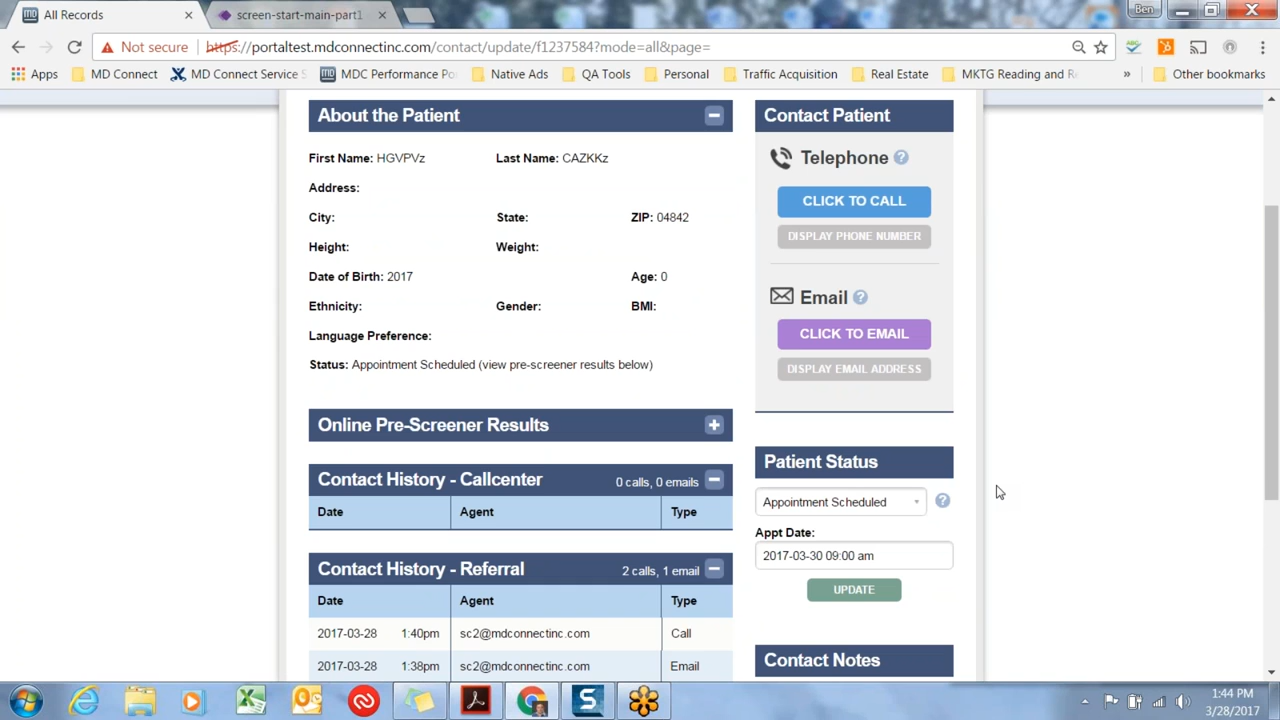 All Records
screen-start-main-part1
Ben
Not secure https://portaltest.mdconnectinc.com/contact/update/f1237584?mode=all&page=
Apps MD Connect MD Connect Service MDC Performance Po Native Ads QA Tools Personal Traffic Acquisition Real Estate MKTG Reading and R » Other bookmarks
About the Patient
First Name: HGVPVz Last Name: CAZKKz
Address:
City: State: ZIP: 04842
Height: Weight:
Date of Birth: 2017 Age: 0
Ethnicity: Gender: BMI:
Language Preference:
Status: Appointment Scheduled (view pre-screener results below)
Online Pre-Screener Results
Contact History - Callcenter 0 calls, 0 emails
Date Agent Type
Contact History - Referral 2 calls, 1 email
Date Agent Type
2017-03-28 1:40pm sc2@mdconnectinc.com Call
2017-03-28 1:38pm sc2@mdconnectinc.com Email
Contact Patient
Telephone ?
CLICK TO CALL
DISPLAY PHONE NUMBER
Email ?
CLICK TO EMAIL
DISPLAY EMAIL ADDRESS
Patient Status
Appointment Scheduled ?
Appt Date:
2017-03-30 09:00 am
UPDATE
Contact Notes
1:44 PM
3/28/2017